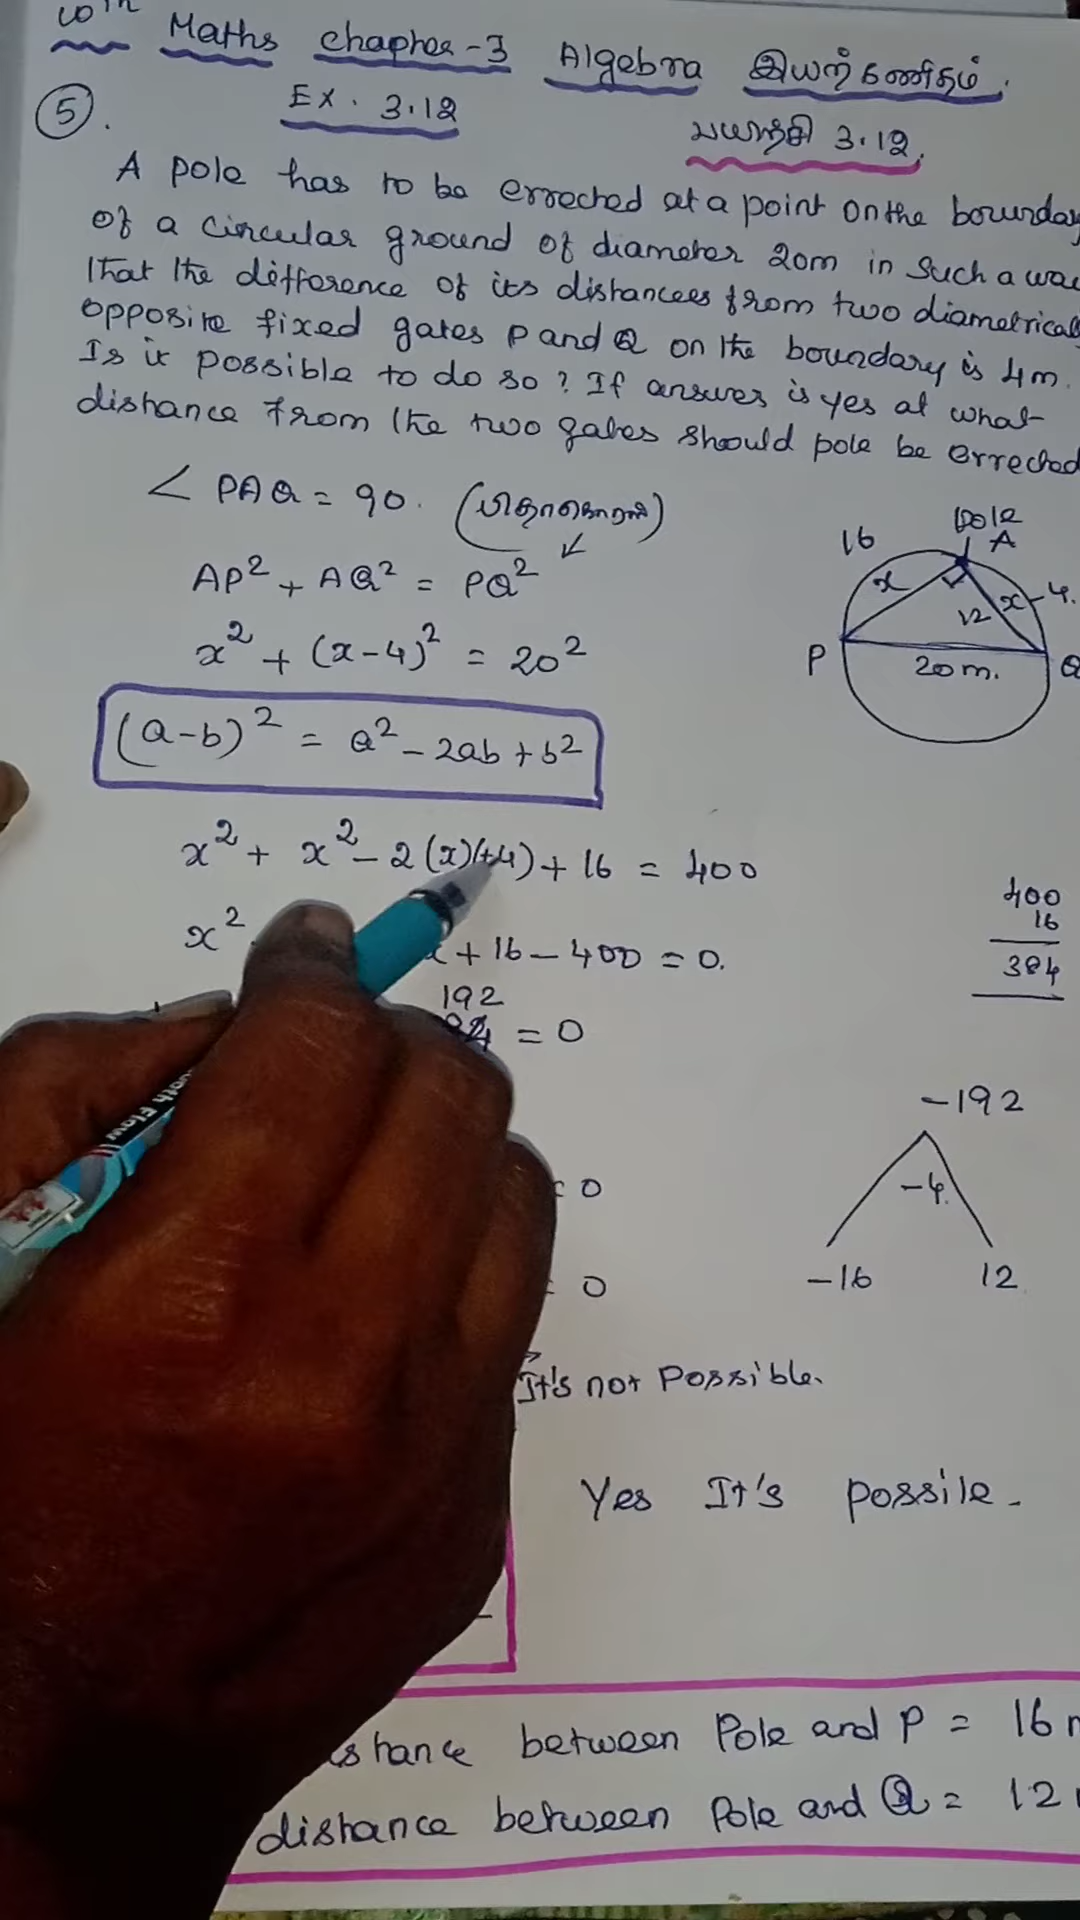 Maths chapter-3 Algebra இயற்கணிதம்.
5.
Ex. 3.12
பயிற்சி 3.12.
A pole has to be errected at a point on the boundary
of a circular ground of diameter 20m in such a way
that the difference of its distancees from two diametrical
opposite fixed gates P and Q on the boundary is 4m.
Is it possible to do so? If answer is yes at what
distance from the two gates should pole be errected
∠ PAQ = 90.
AP² + AQ² = PQ²
x² + (x-4)² = 20²
(a-b)² = a² - 2ab + b²
pole
A
16
x
x-4.
12
P
20m.
Q
x² + x² - 2(x)(+4) + 16 = 400
x²
x + 16 - 400 = 0.
400
16
384
192
= 0
= 0
= 0
-192
-4.
-16 12
It's not Possible.
Yes It's possile.
between Pole and P = 16
distance between Pole and Q = 12